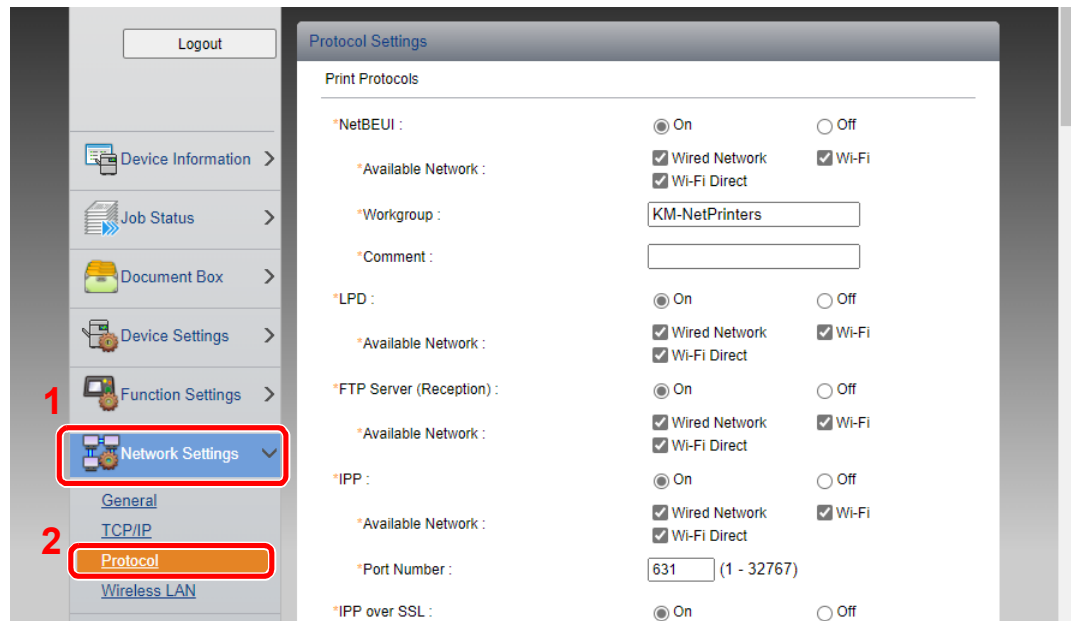 Logout
Device Information
Job Status
Document Box
Device Settings
1
Function Settings
Network Settings
General
2
TCP/IP
Protocol
Wireless LAN
Protocol Settings
Print Protocols
*NetBEUI : On Off
*Available Network : Wired Network Wi-Fi
Wi-Fi Direct
*Workgroup : KM-NetPrinters
*Comment :
*LPD : On Off
*Available Network : Wired Network Wi-Fi
Wi-Fi Direct
*FTP Server (Reception) : On Off
*Available Network : Wired Network Wi-Fi
Wi-Fi Direct
*IPP : On Off
*Available Network : Wired Network Wi-Fi
Wi-Fi Direct
*Port Number : 631 (1 - 32767)
*IPP over SSL : On Off